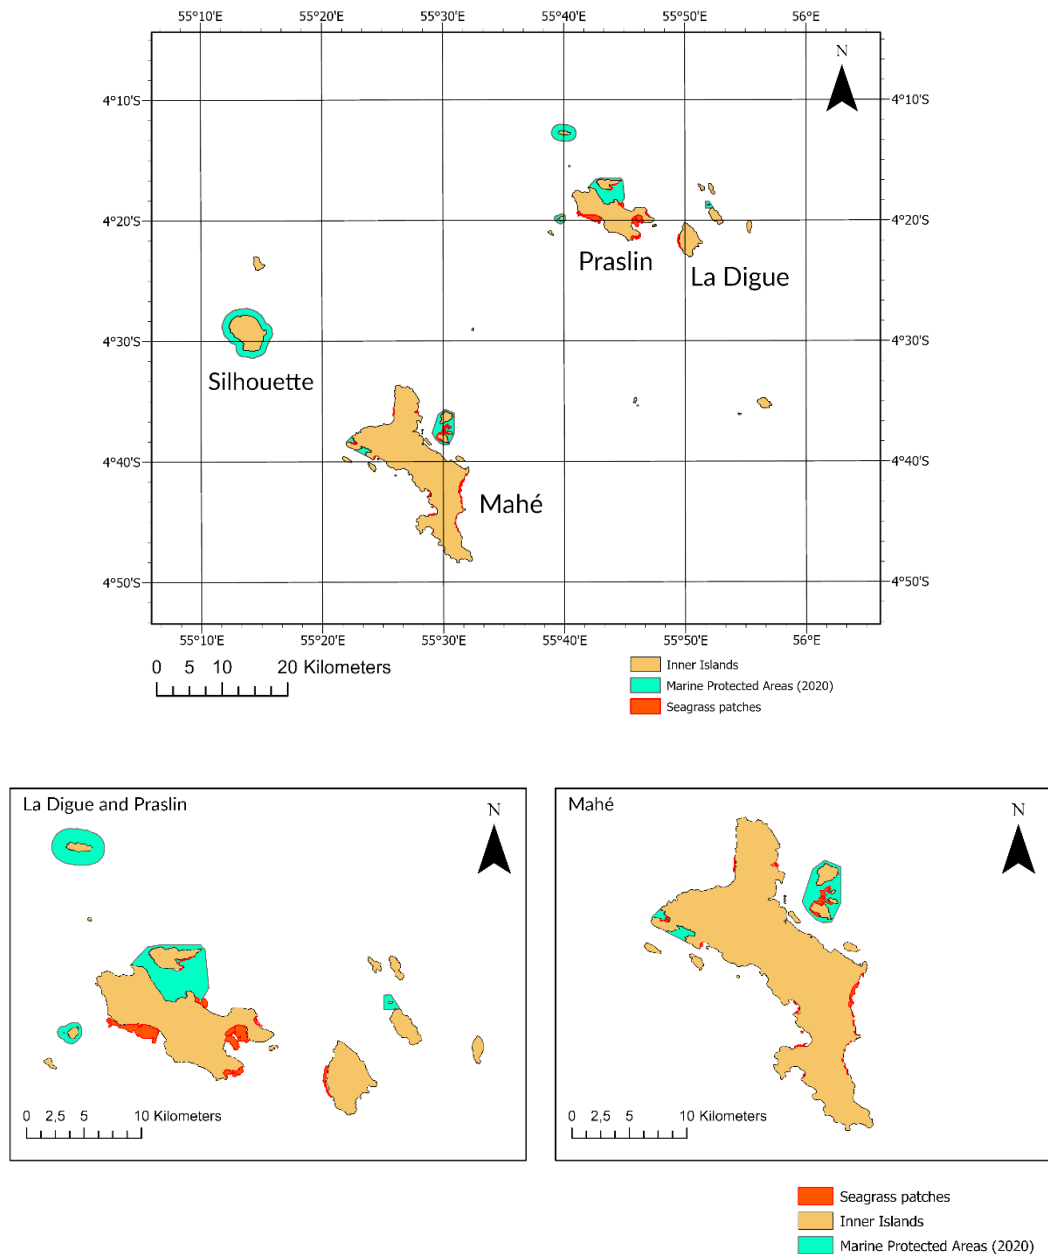 55°10'E 55°20'E 55°30'E 55°40'E 55°50'E 56°E
N
4°10'S 4°10'S
4°20'S 4°20'S
Praslin
La Digue
4°30'S 4°30'S
Silhouette
4°40'S 4°40'S
Mahé
4°50'S 4°50'S
55°10'E 55°20'E 55°30'E 55°40'E 55°50'E 56°E
0 5 10 20 Kilometers
Inner Islands
Marine Protected Areas (2020)
Seagrass patches
La Digue and Praslin
N
0 2,5 5 10 Kilometers
Mahé
N
0 2,5 5 10 Kilometers
Seagrass patches
Inner Islands
Marine Protected Areas (2020)